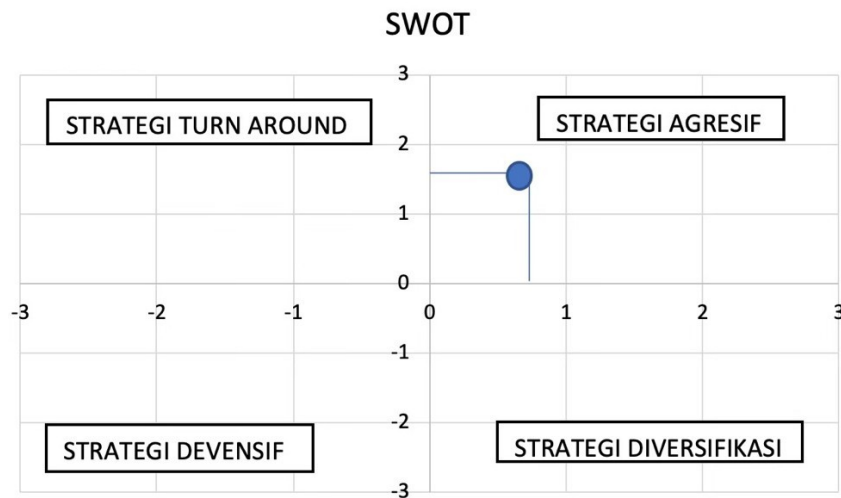 SWOT
3
STRATEGI TURN AROUND
STRATEGI AGRESIF
2
1
0
-3 -2 -1 0 1 2 3
-1
-2
STRATEGI DEVENSIF
STRATEGI DIVERSIFIKASI
-3